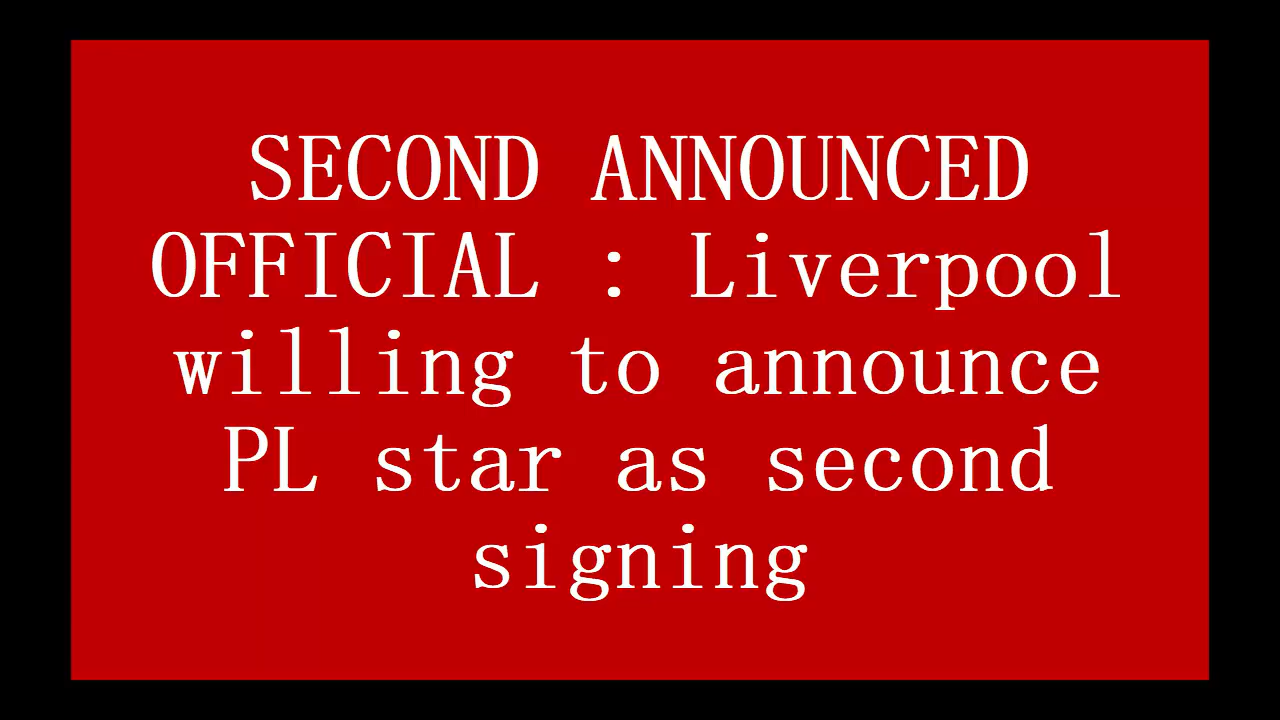 SECOND ANNOUNCED
OFFICIAL : Liverpool
willing to announce
PL star as second
signing